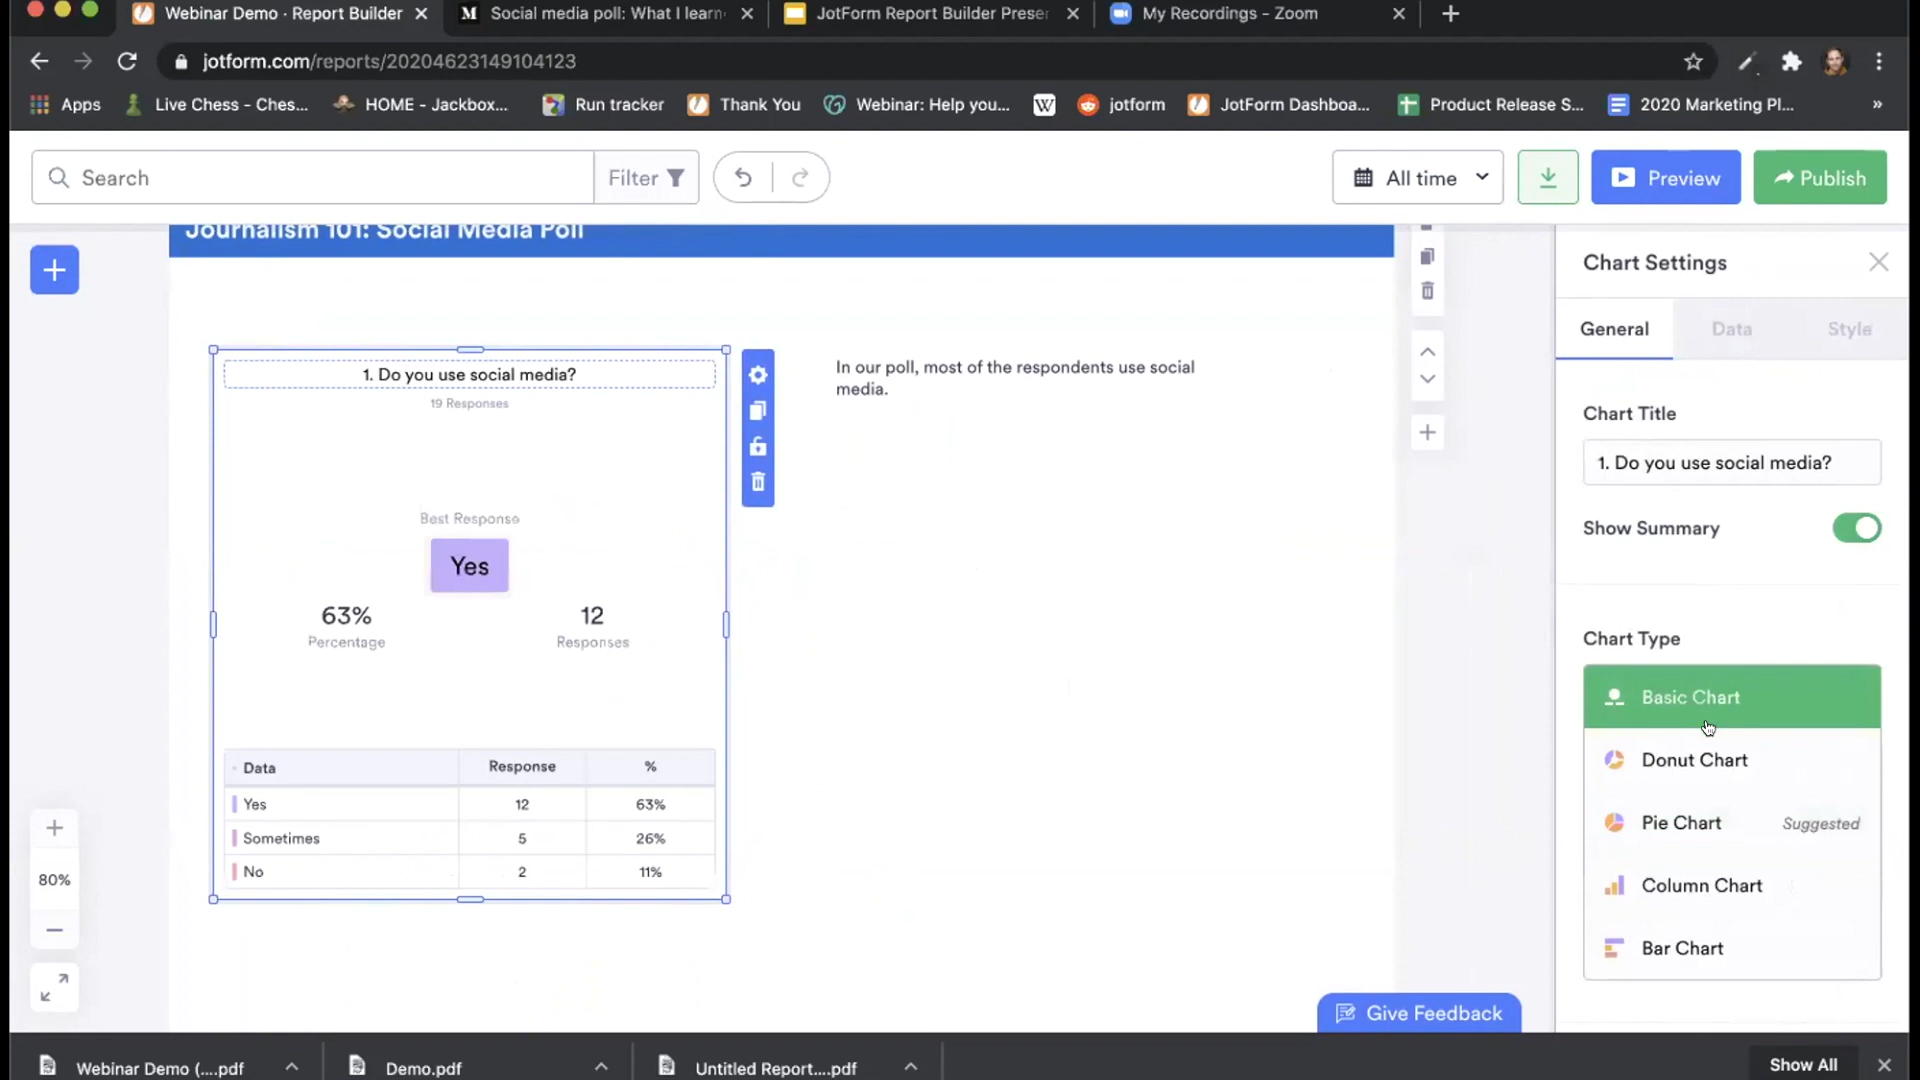 Webinar Demo · Report Builder
Social media poll: What I learn
JotForm Report Builder Preser
My Recordings - Zoom
jotform.com/reports/202046231491041​23
Apps
Live Chess - Ches...
HOME - Jackbox...
Run tracker
Thank You
Webinar: Help you...
W
jotform
JotForm Dashboa...
Product Release S...
2020 Marketing Pl...
»
Search
Filter
All time
Preview
Publish
Journalism 101: Social Media Poll
1. Do you use social media?
19 Responses
Best Response
Yes
63%
Percentage
12
Responses
Data Response %
Yes 12 63%
Sometimes 5 26%
No 2 11%
In our poll, most of the respondents use social
media.
80%
Chart Settings
General
Data
Style
Chart Title
1. Do you use social media?
Show Summary
Chart Type
Basic Chart
Donut Chart
Pie Chart Suggested
Column Chart
Bar Chart
Give Feedback
Webinar Demo (....pdf
Demo.pdf
Untitled Report....pdf
Show All